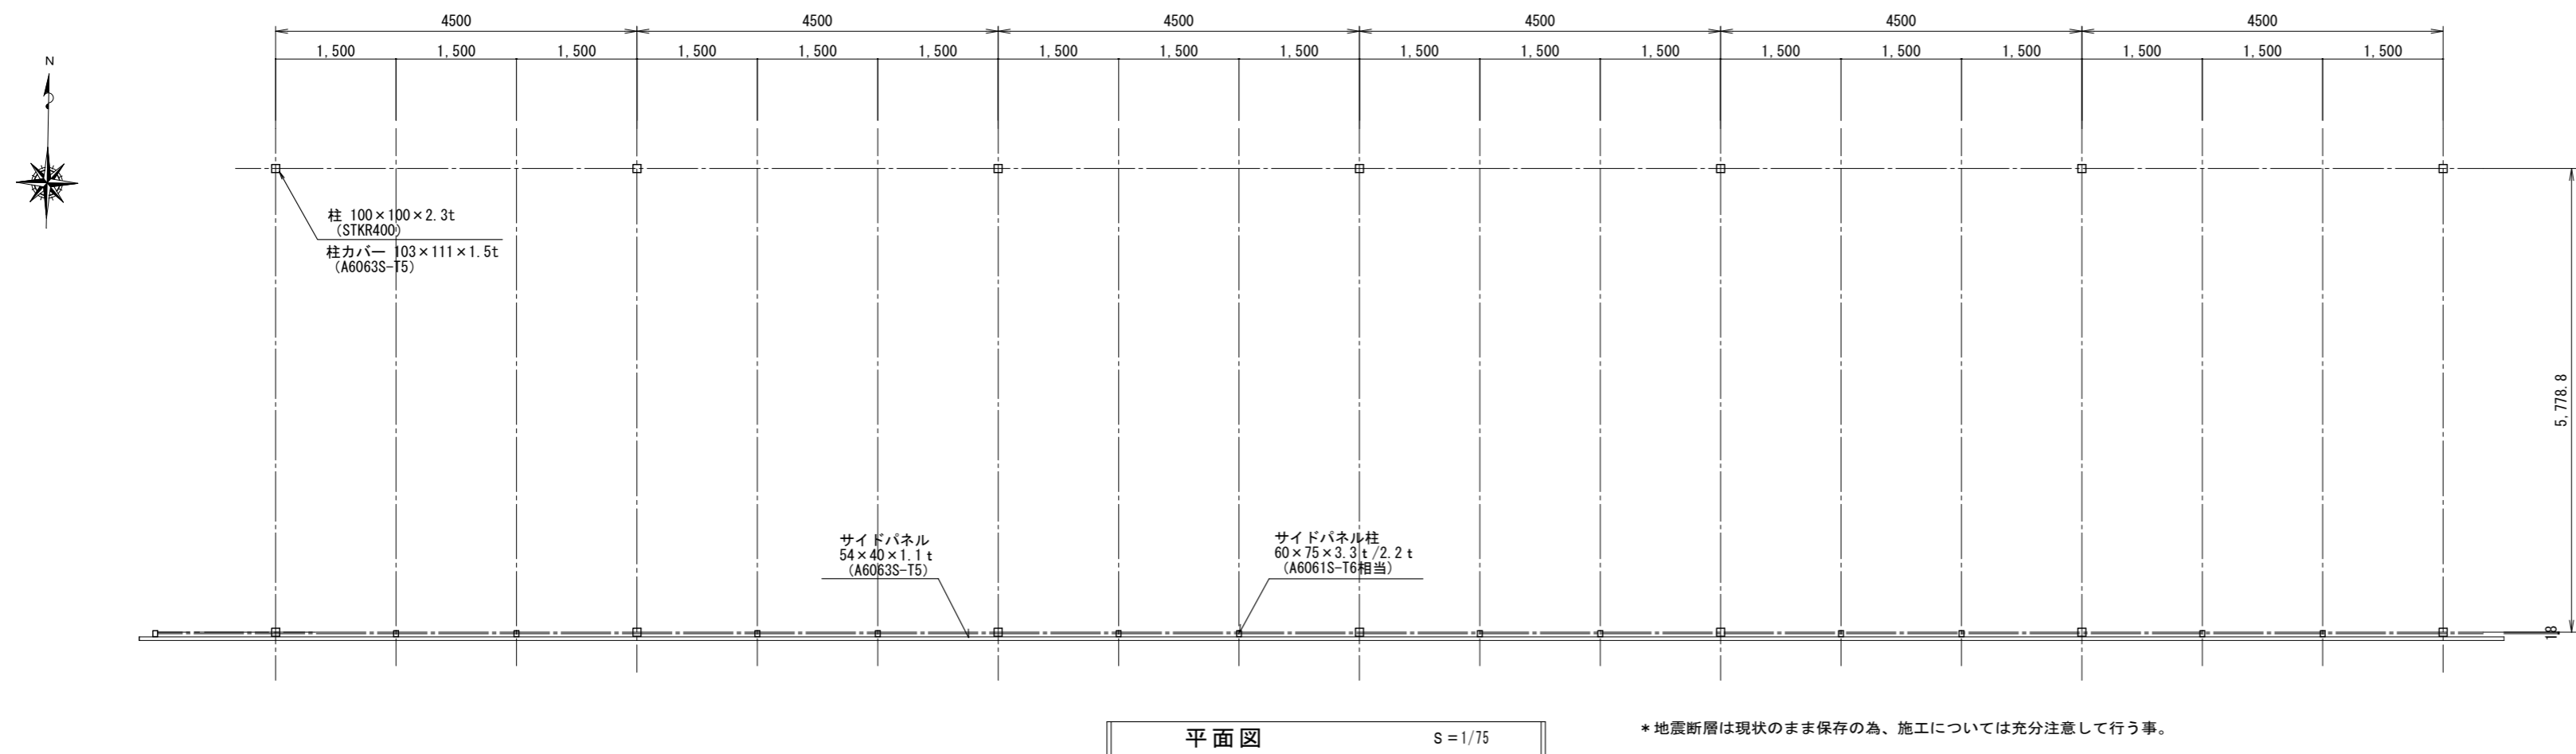 4500 4500 4500 4500 4500 4500
1,500 1,500 1,500 1,500 1,500 1,500 1,500 1,500 1,500 1,500 1,500 1,500 1,500 1,500 1,500 1,500 1,500 1,500
N
柱 100×100×2.3t
(STKR400)
柱カバー 103×111×1.5t
(A6063S-T5)
5,778.8
サイドパネル
54×40×1.1t
(A6063S-T5)
サイドパネル柱
60×75×3.3t/2.2t
(A6061S-T6相当)
18
平面図 S=1/75
*地震断層は現状のまま保存の為、施工については充分注意して行う事。